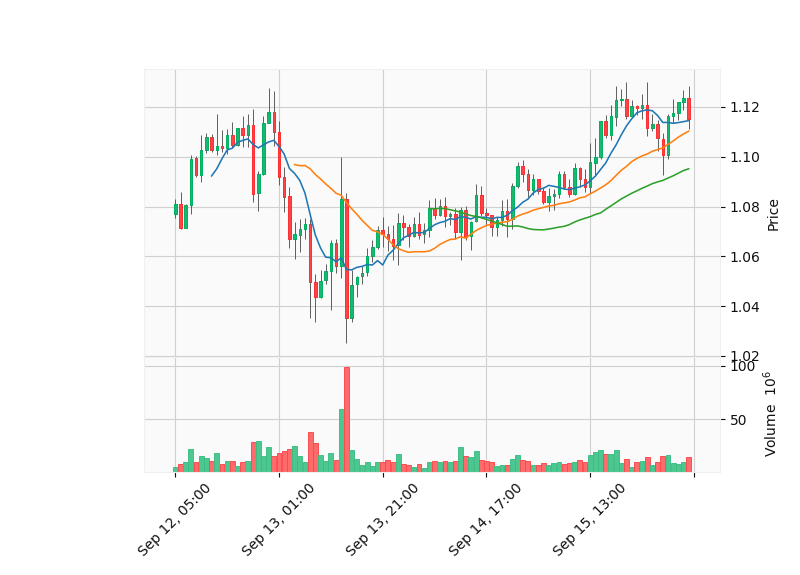 1.12
1.10
1.08
1.06
1.04
1.02
Price
100
50
Volume 10^6
Sep 12, 05:00
Sep 13, 01:00
Sep 13, 21:00
Sep 14, 17:00
Sep 15, 13:00